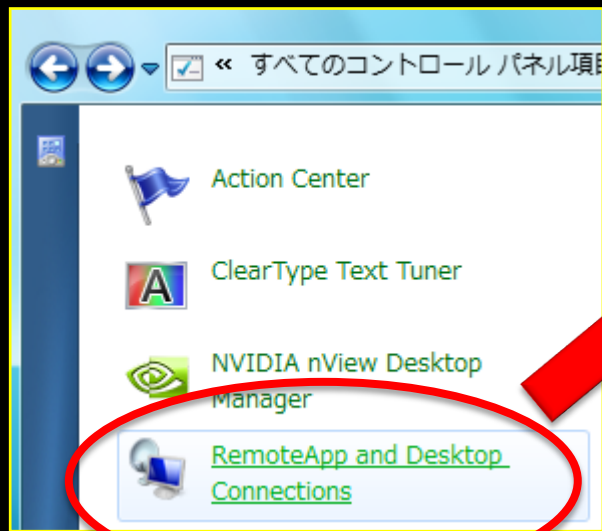 « すべてのコントロール パネル項目
Action Center
ClearType Text Tuner
NVIDIA nView Desktop
Manager
RemoteApp and Desktop
Connections